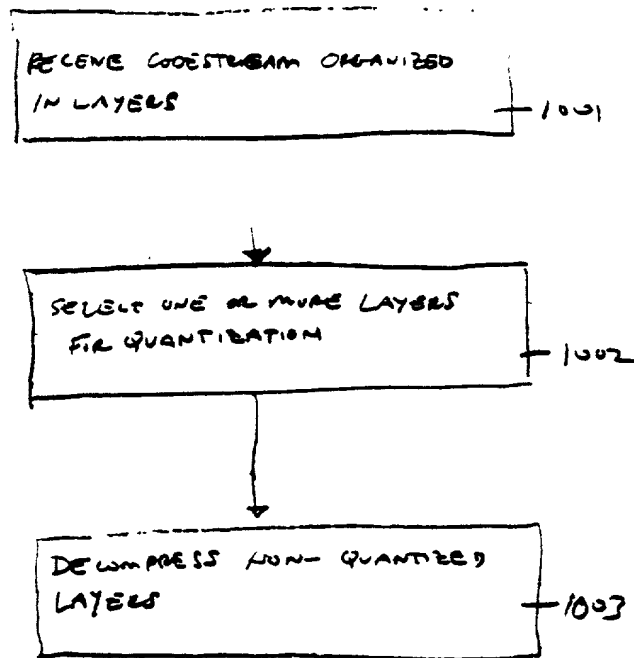 RECEIVE CODESTREAM ORGANIZED
IN LAYERS
1001
SELECT ONE OR MORE LAYERS
FOR QUANTIZATION
1002
DECOMPRESS NON-QUANTIZED
LAYERS
1003